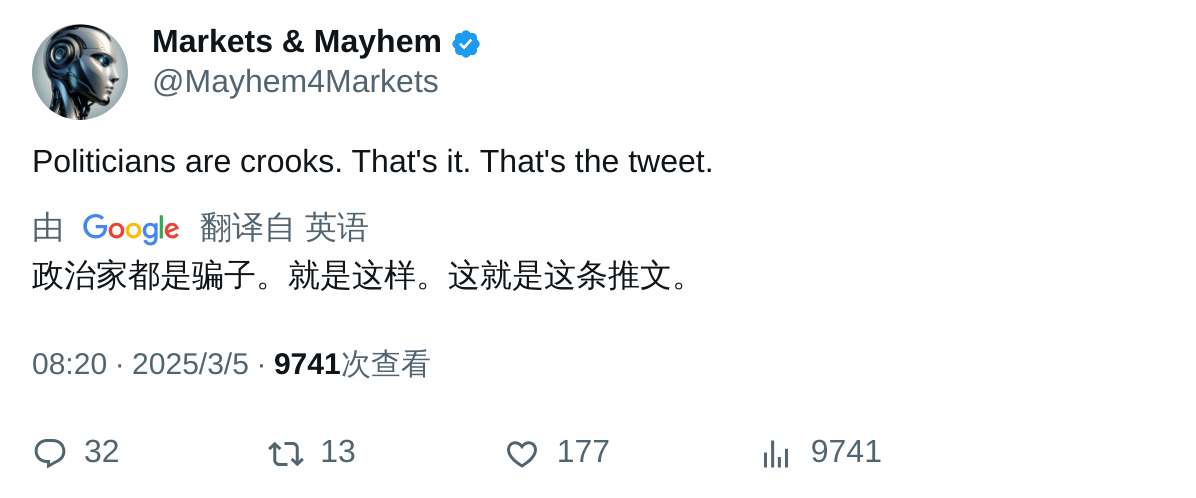 Markets & Mayhem
@Mayhem4Markets
Politicians are crooks. That's it. That's the tweet.
由 Google 翻译自 英语
政治家都是骗子。就是这样。这就是这条推文。
08:20 · 2025/3/5 · 9741次查看
32 13 177 9741